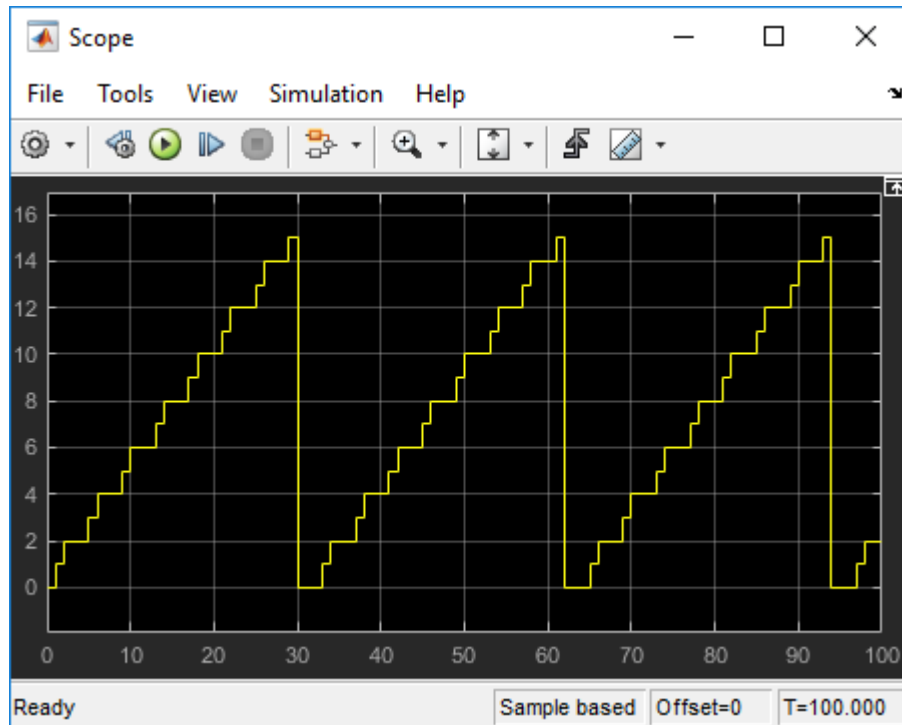 Scope
File Tools View Simulation Help
16
14
12
10
8
6
4
2
0
0 10 20 30 40 50 60 70 80 90 100
Ready Sample based Offset=0 T=100.000